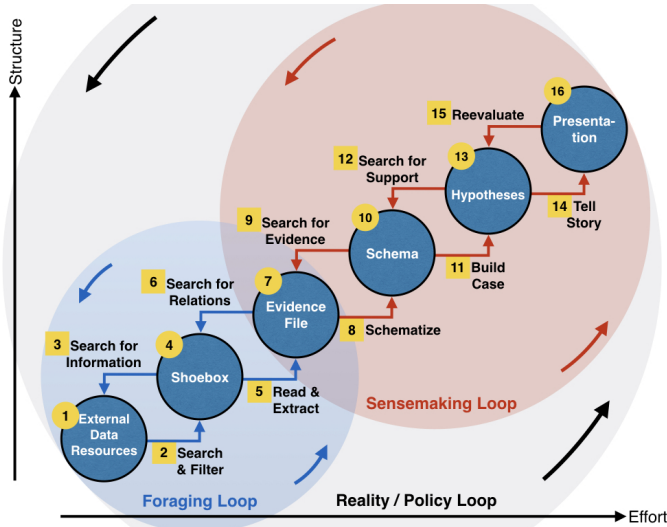 Structure
16
Presenta-
tion
15 Reevaluate
13
Hypotheses
14 Tell
Story
12 Search for
Support
10
Schema
11 Build
Case
9 Search for
Evidence
7
Evidence
File
8 Schematize
6 Search for
Relations
4
Shoebox
5 Read &
Extract
3 Search for
Information
1
External
Data
Resources
2 Search
& Filter
Sensemaking Loop
Foraging Loop
Reality / Policy Loop
Effort